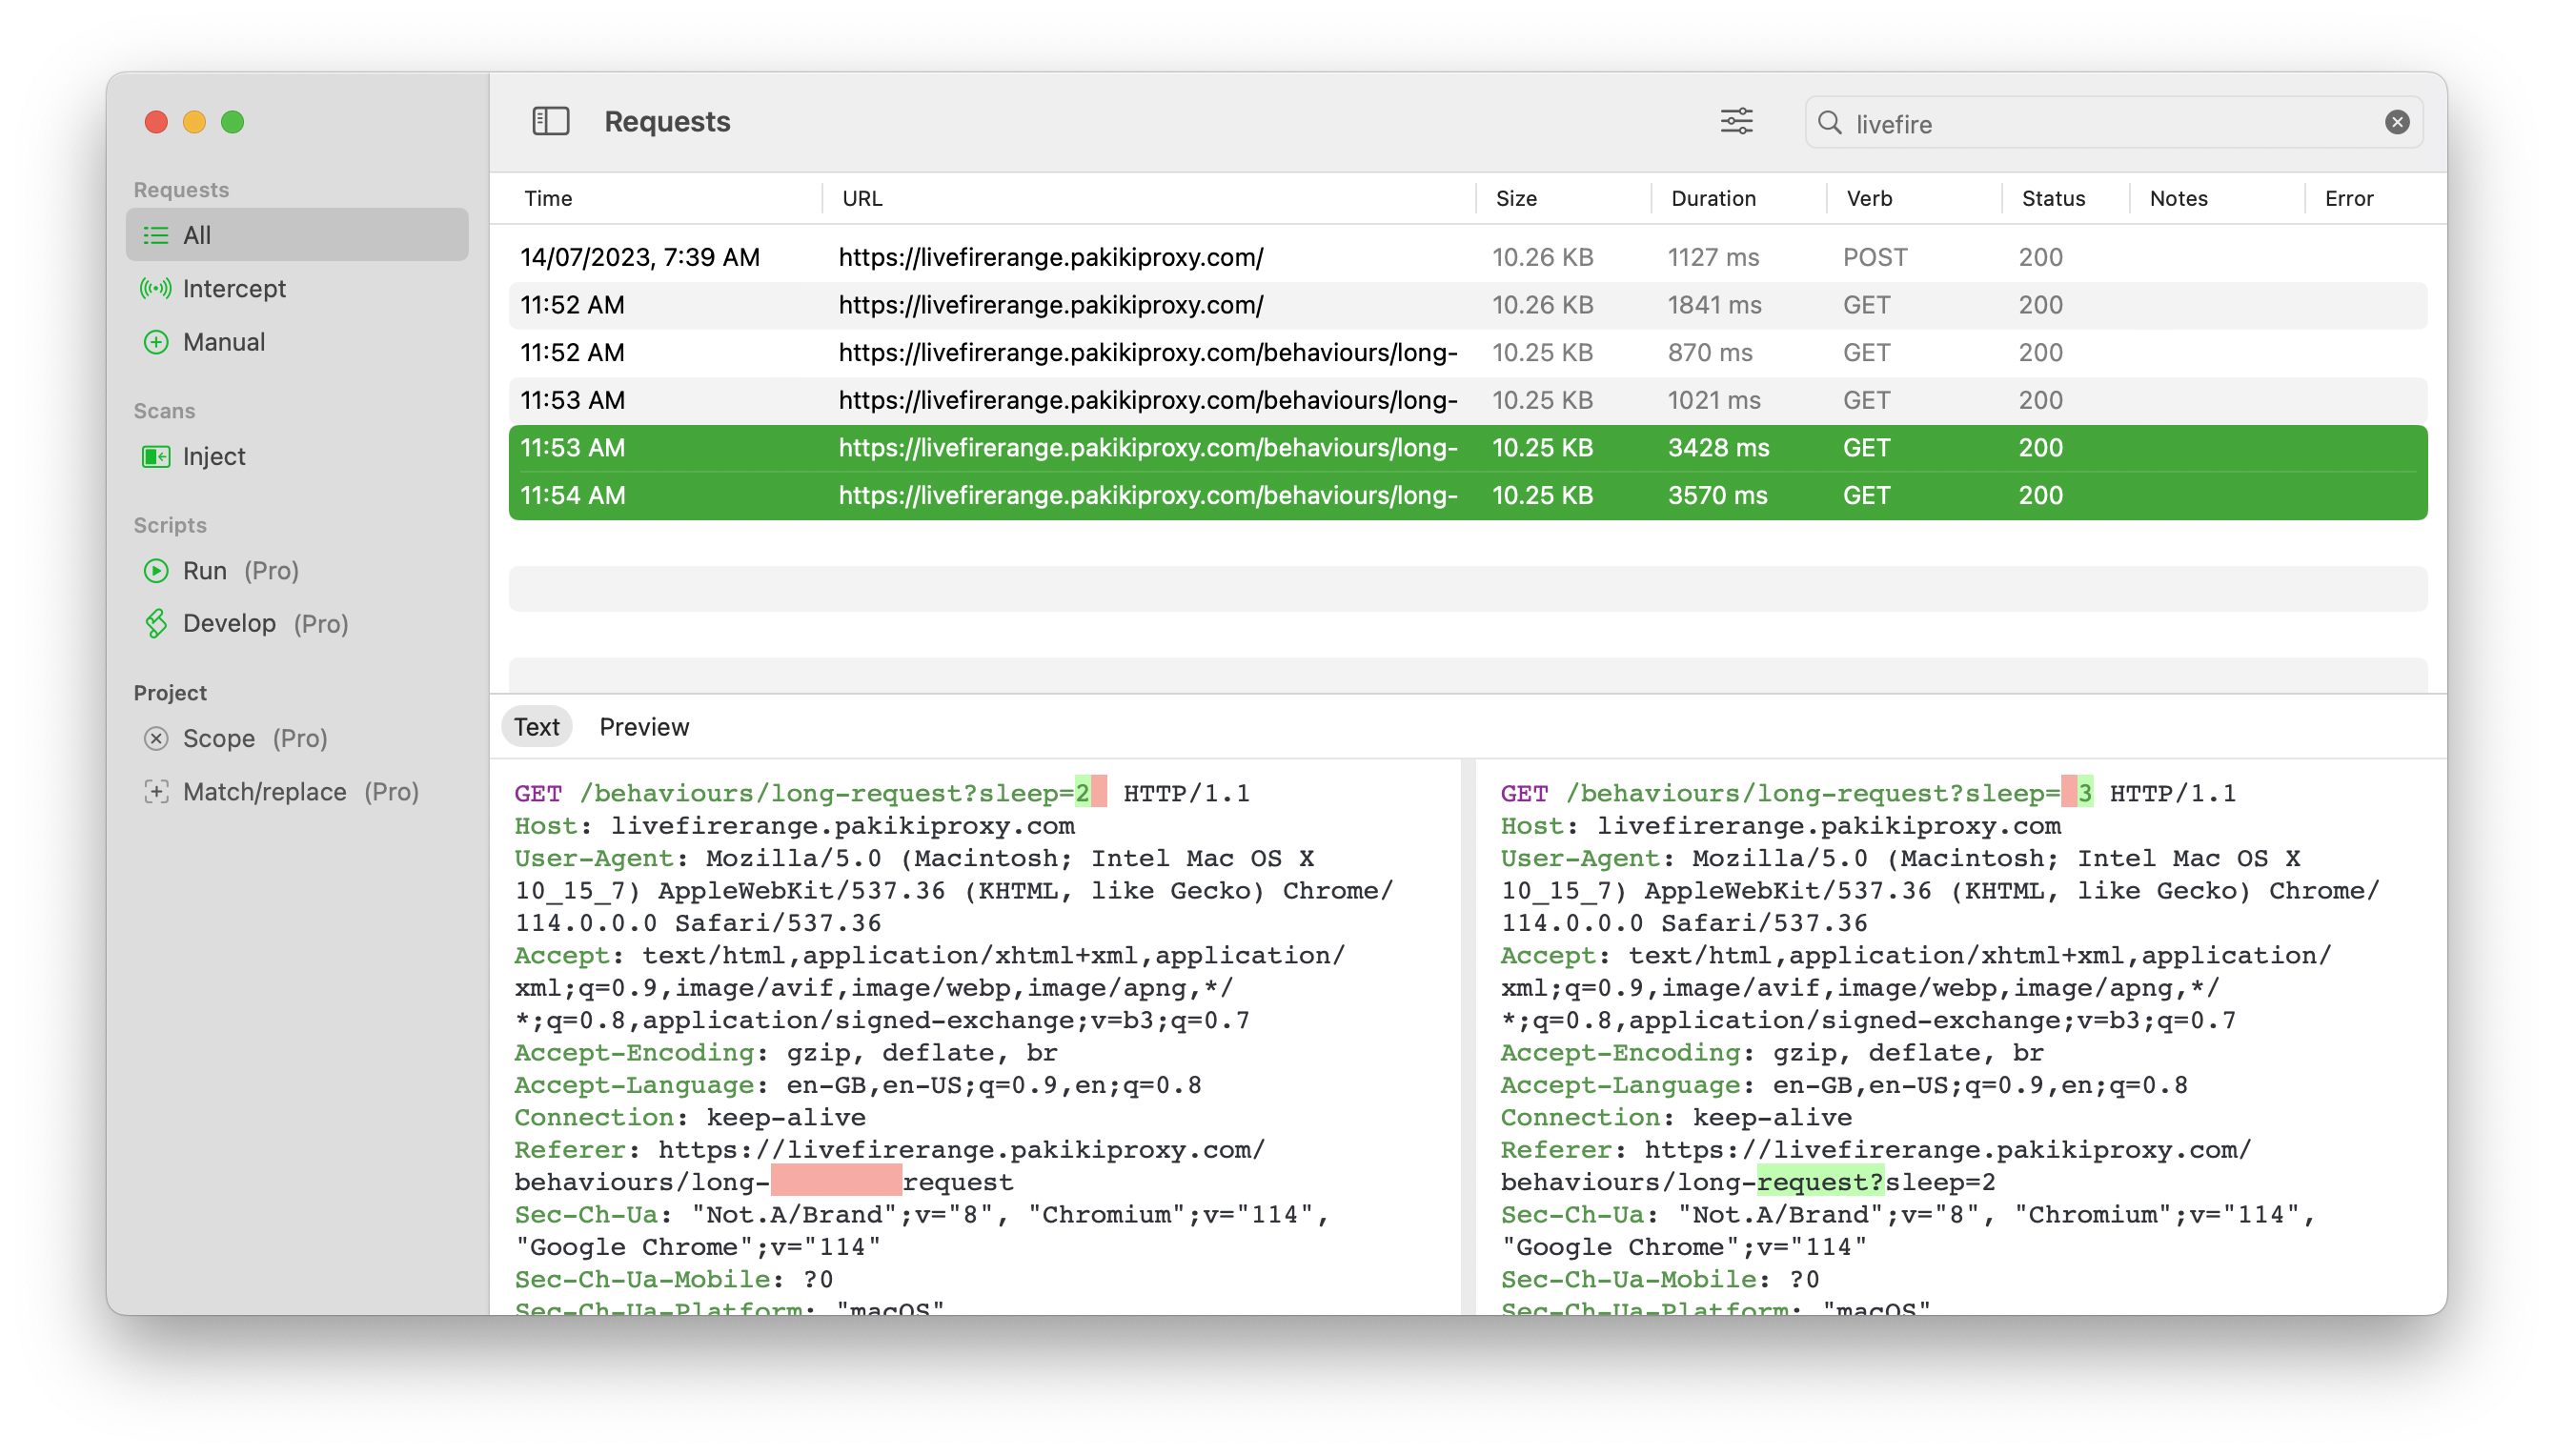 Requests
livefire
Requests
All
Intercept
Manual
Scans
Inject
Scripts
Run (Pro)
Develop (Pro)
Project
Scope (Pro)
Match/replace (Pro)
Time URL Size Duration Verb Status Notes Error
14/07/2023, 7:39 AM https://livefirerange.pakikiproxy.com/ 10.26 KB 1127 ms POST 200
11:52 AM https://livefirerange.pakikiproxy.com/ 10.26 KB 1841 ms GET 200
11:52 AM https://livefirerange.pakikiproxy.com/behaviours/long- 10.25 KB 870 ms GET 200
11:53 AM https://livefirerange.pakikiproxy.com/behaviours/long- 10.25 KB 1021 ms GET 200
11:53 AM https://livefirerange.pakikiproxy.com/behaviours/long- 10.25 KB 3428 ms GET 200
11:54 AM https://livefirerange.pakikiproxy.com/behaviours/long- 10.25 KB 3570 ms GET 200
Text Preview
GET /behaviours/long-request?sleep=2  HTTP/1.1
Host: livefirerange.pakikiproxy.com
User-Agent: Mozilla/5.0 (Macintosh; Intel Mac OS X
10_15_7) AppleWebKit/537.36 (KHTML, like Gecko) Chrome/
114.0.0.0 Safari/537.36
Accept: text/html,application/xhtml+xml,application/
xml;q=0.9,image/avif,image/webp,image/apng,*/
*;q=0.8,application/signed-exchange;v=b3;q=0.7
Accept-Encoding: gzip, deflate, br
Accept-Language: en-GB,en-US;q=0.9,en;q=0.8
Connection: keep-alive
Referer: https://livefirerange.pakikiproxy.com/
behaviours/long-        request
Sec-Ch-Ua: "Not.A/Brand";v="8", "Chromium";v="114",
"Google Chrome";v="114"
Sec-Ch-Ua-Mobile: ?0
Sec-Ch-Ua-Platform: "macOS"
GET /behaviours/long-request?sleep= 3 HTTP/1.1
Host: livefirerange.pakikiproxy.com
User-Agent: Mozilla/5.0 (Macintosh; Intel Mac OS X
10_15_7) AppleWebKit/537.36 (KHTML, like Gecko) Chrome/
114.0.0.0 Safari/537.36
Accept: text/html,application/xhtml+xml,application/
xml;q=0.9,image/avif,image/webp,image/apng,*/
*;q=0.8,application/signed-exchange;v=b3;q=0.7
Accept-Encoding: gzip, deflate, br
Accept-Language: en-GB,en-US;q=0.9,en;q=0.8
Connection: keep-alive
Referer: https://livefirerange.pakikiproxy.com/
behaviours/long-request?sleep=2
Sec-Ch-Ua: "Not.A/Brand";v="8", "Chromium";v="114",
"Google Chrome";v="114"
Sec-Ch-Ua-Mobile: ?0
Sec-Ch-Ua-Platform: "macOS"